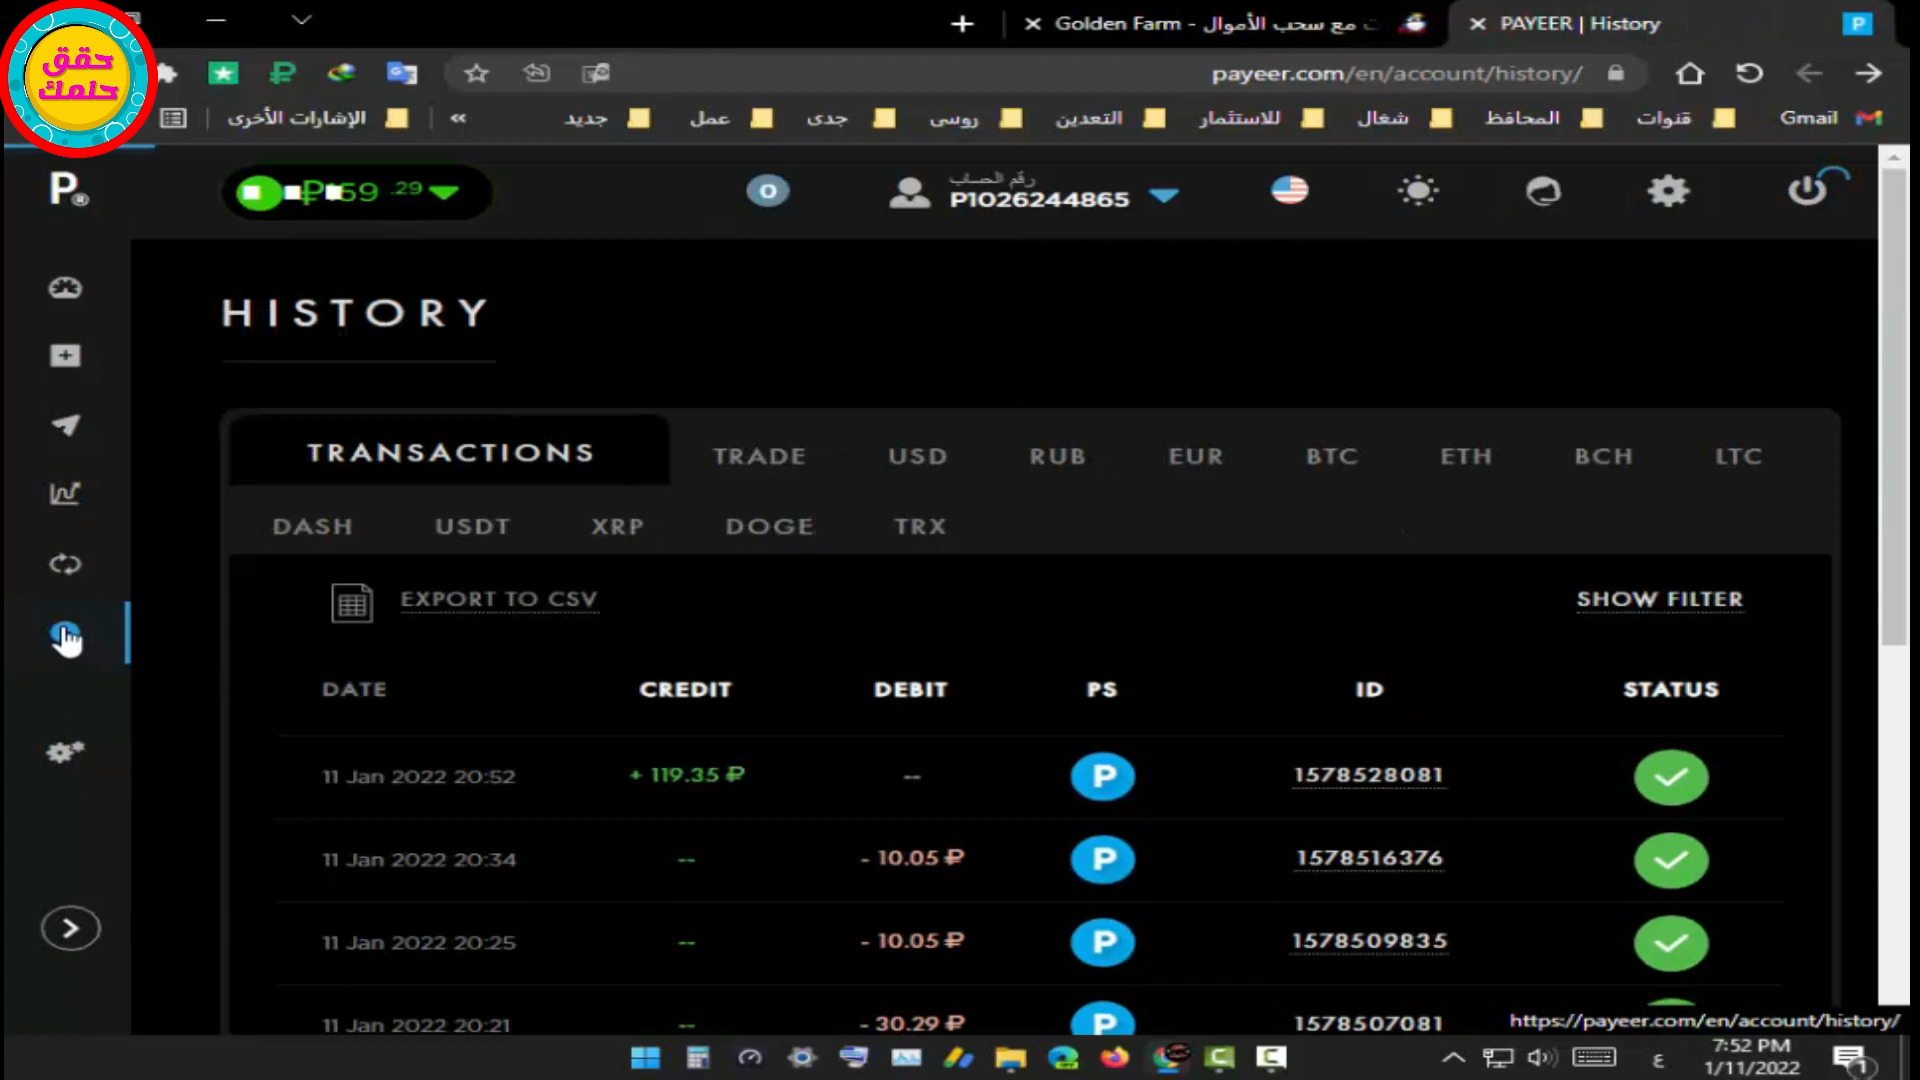 حقق
حلمك
Golden Farm - ت مع سحب الأموال
PAYEER | History
payeer.com/en/account/history/
الإشارات الأخرى
»
جديد
عمل
جدى
روسى
التعدين
للاستثمار
شغال
المحافظ
قنوات
Gmail
P®
59 .29
0
رقم الحساب
P1026244865
HISTORY
TRANSACTIONS
TRADE USD RUB EUR BTC ETH BCH LTC
DASH USDT XRP DOGE TRX
EXPORT TO CSV
SHOW FILTER
DATE CREDIT DEBIT PS ID STATUS
11 Jan 2022 20:52 + 119.35 ₽ -- P 1578528081
11 Jan 2022 20:34 -- - 10.05 ₽ P 1578516376
11 Jan 2022 20:25 -- - 10.05 ₽ P 1578509835
11 Jan 2022 20:21 -- - 30.29 ₽ P 1578507081
https://payeer.com/en/account/history/
ع
7:52 PM
1/11/2022
1